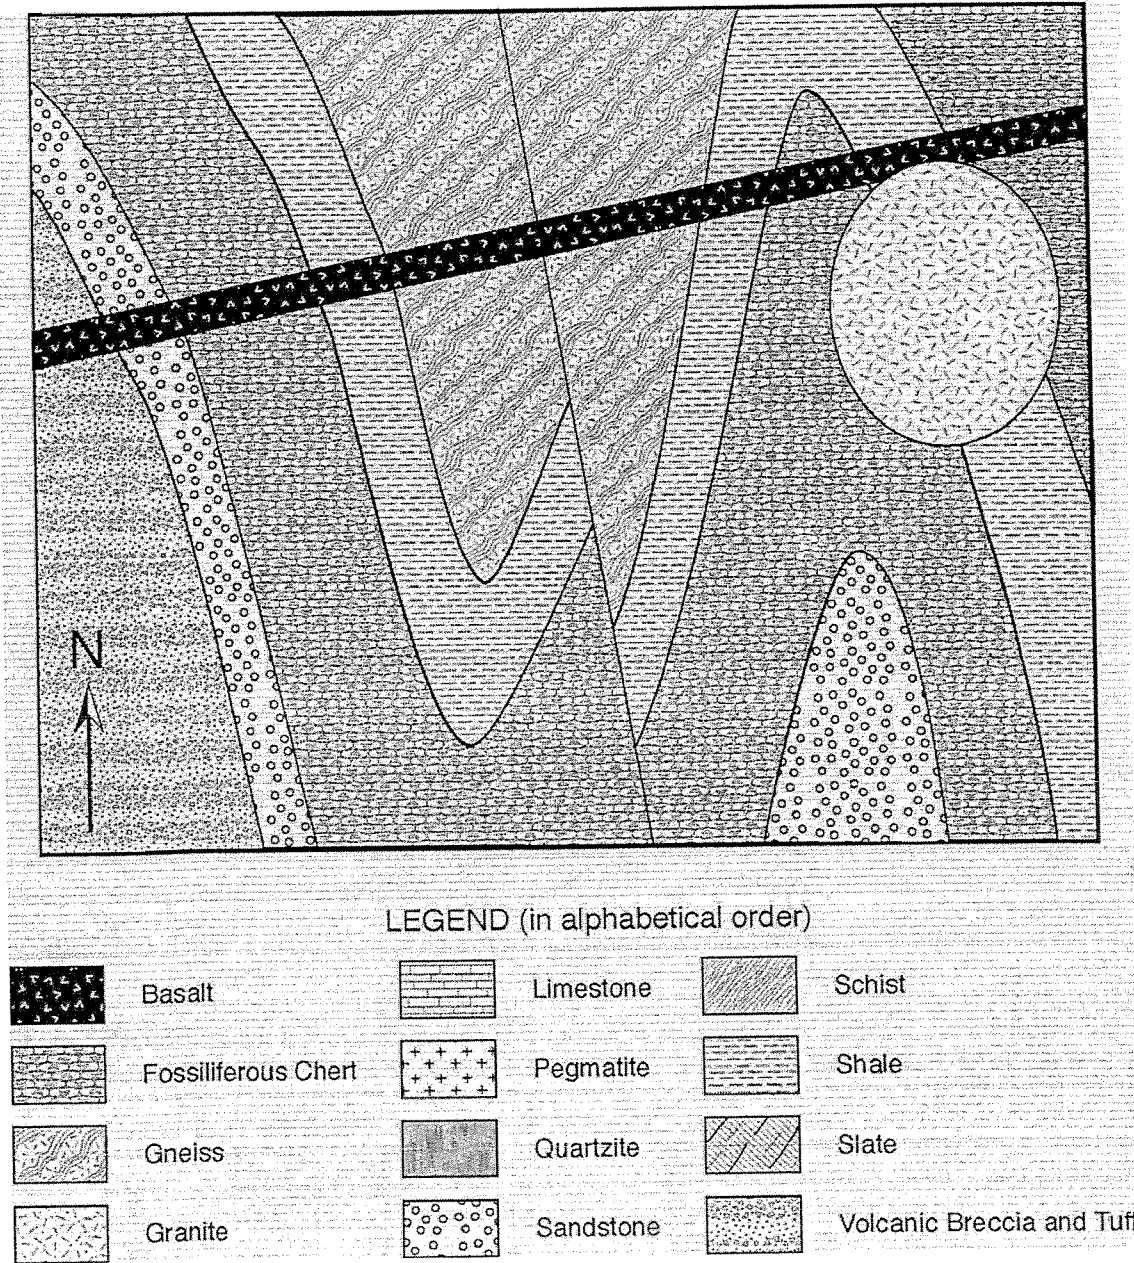 N
LEGEND (in alphabetical order)
Basalt
Limestone
Schist
Fossiliferous Chert
Pegmatite
Shale
Gneiss
Quartzite
Slate
Granite
Sandstone
Volcanic Breccia and Tuff